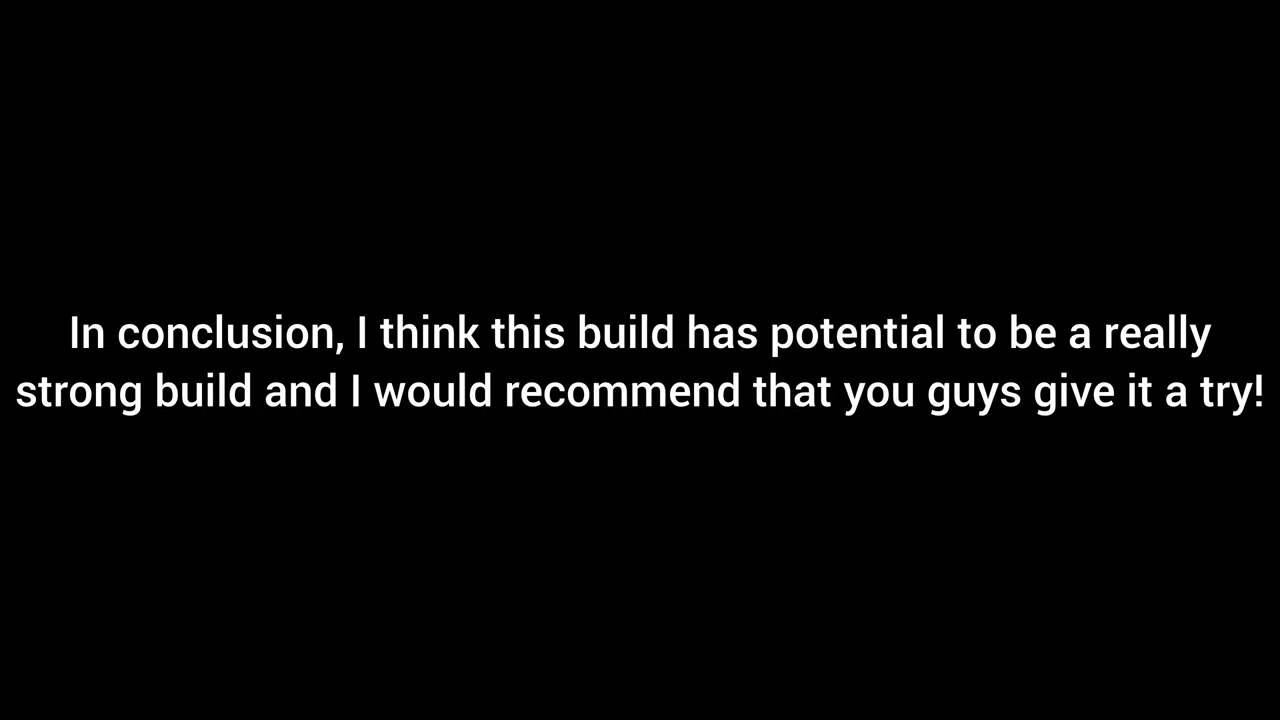 In conclusion, I think this build has potential to be a really
strong build and I would recommend that you guys give it a try!